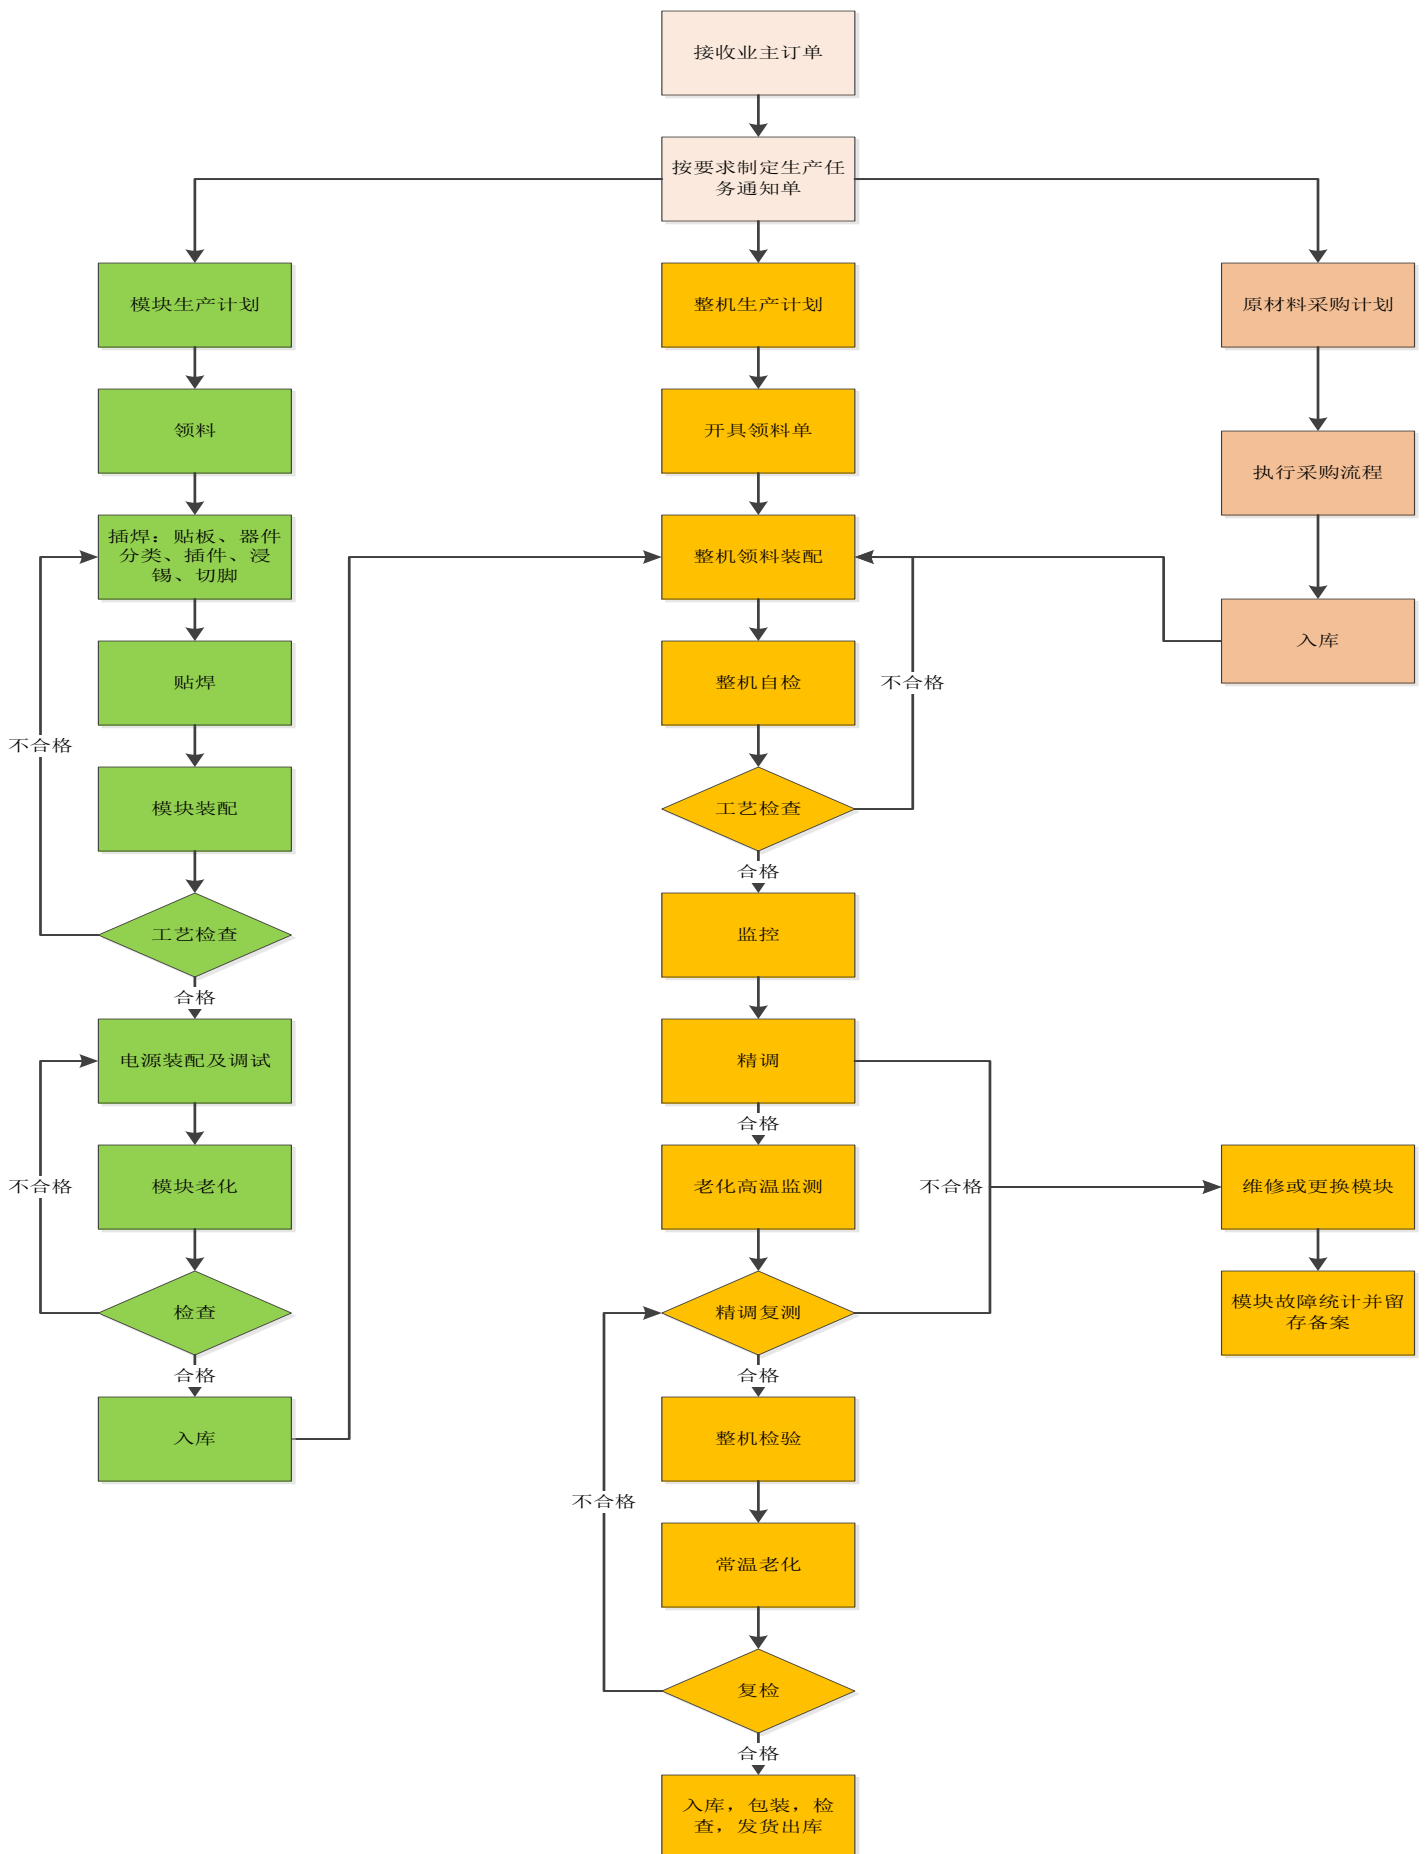 接收业主订单
按要求制定生产任
务通知单
模块生产计划
整机生产计划
原材料采购计划
领料
开具领料单
执行采购流程
插焊：贴板、器件
分类、插件、浸
锡、切脚
整机领料装配
入库
贴焊
整机自检
不合格
不合格
模块装配
工艺检查
合格
工艺检查
监控
合格
电源装配及调试
精调
合格
不合格
模块老化
老化高温监测
不合格
维修或更换模块
检查
精调复测
模块故障统计并留
存备案
合格
合格
入库
整机检验
不合格
常温老化
复检
合格
入库，包装，检
查，发货出库